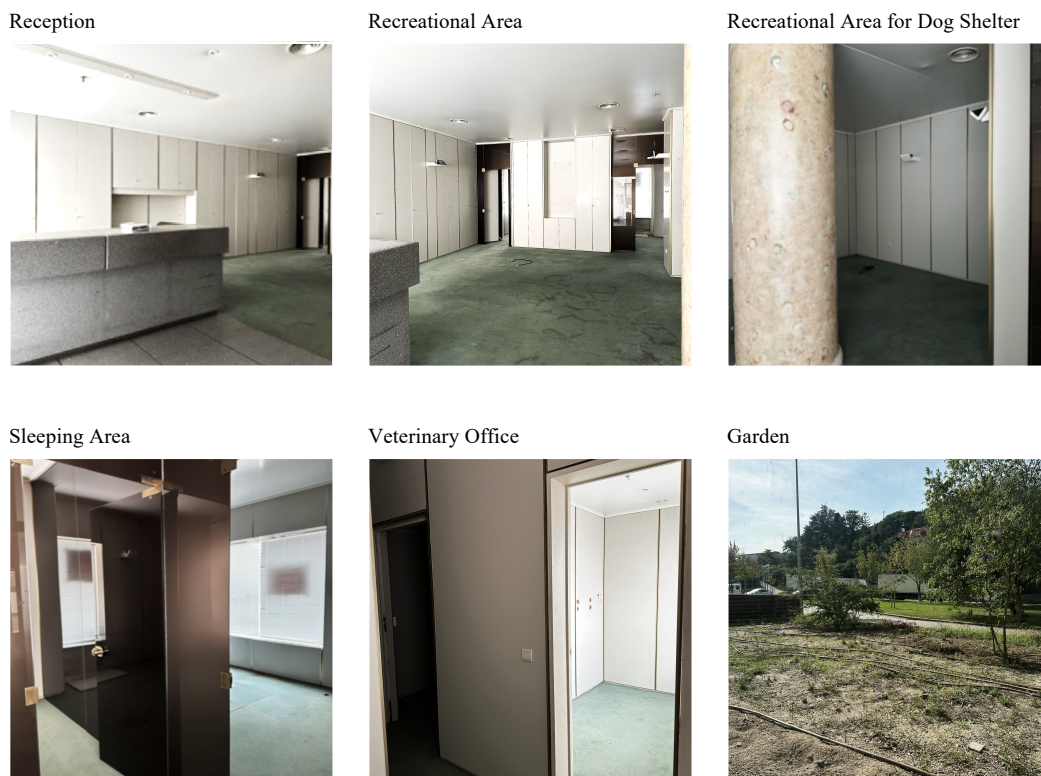 Reception
Recreational Area
Recreational Area for Dog Shelter
Sleeping Area
Veterinary Office
Garden